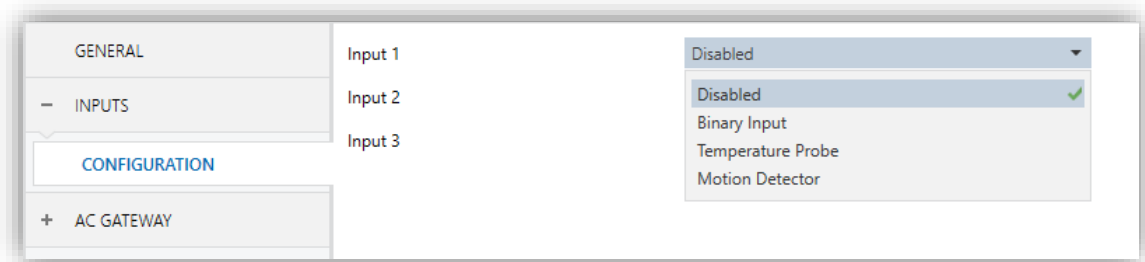 GENERAL
INPUTS
CONFIGURATION
AC GATEWAY
Input 1
Disabled
Input 2
Input 3
Disabled
Binary Input
Temperature Probe
Motion Detector